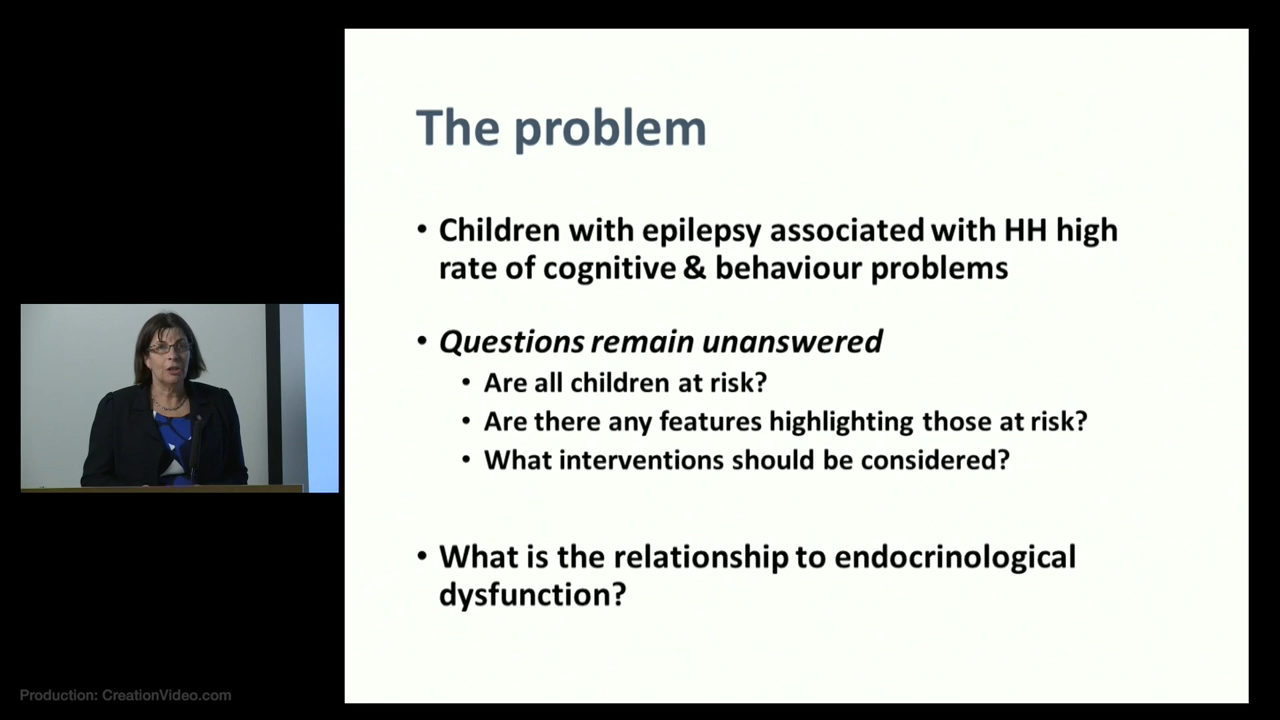 The problem
• Children with epilepsy associated with HH high
rate of cognitive & behaviour problems
• Questions remain unanswered
• Are all children at risk?
• Are there any features highlighting those at risk?
• What interventions should be considered?
• What is the relationship to endocrinological
dysfunction?
Production: CreationVideo.com